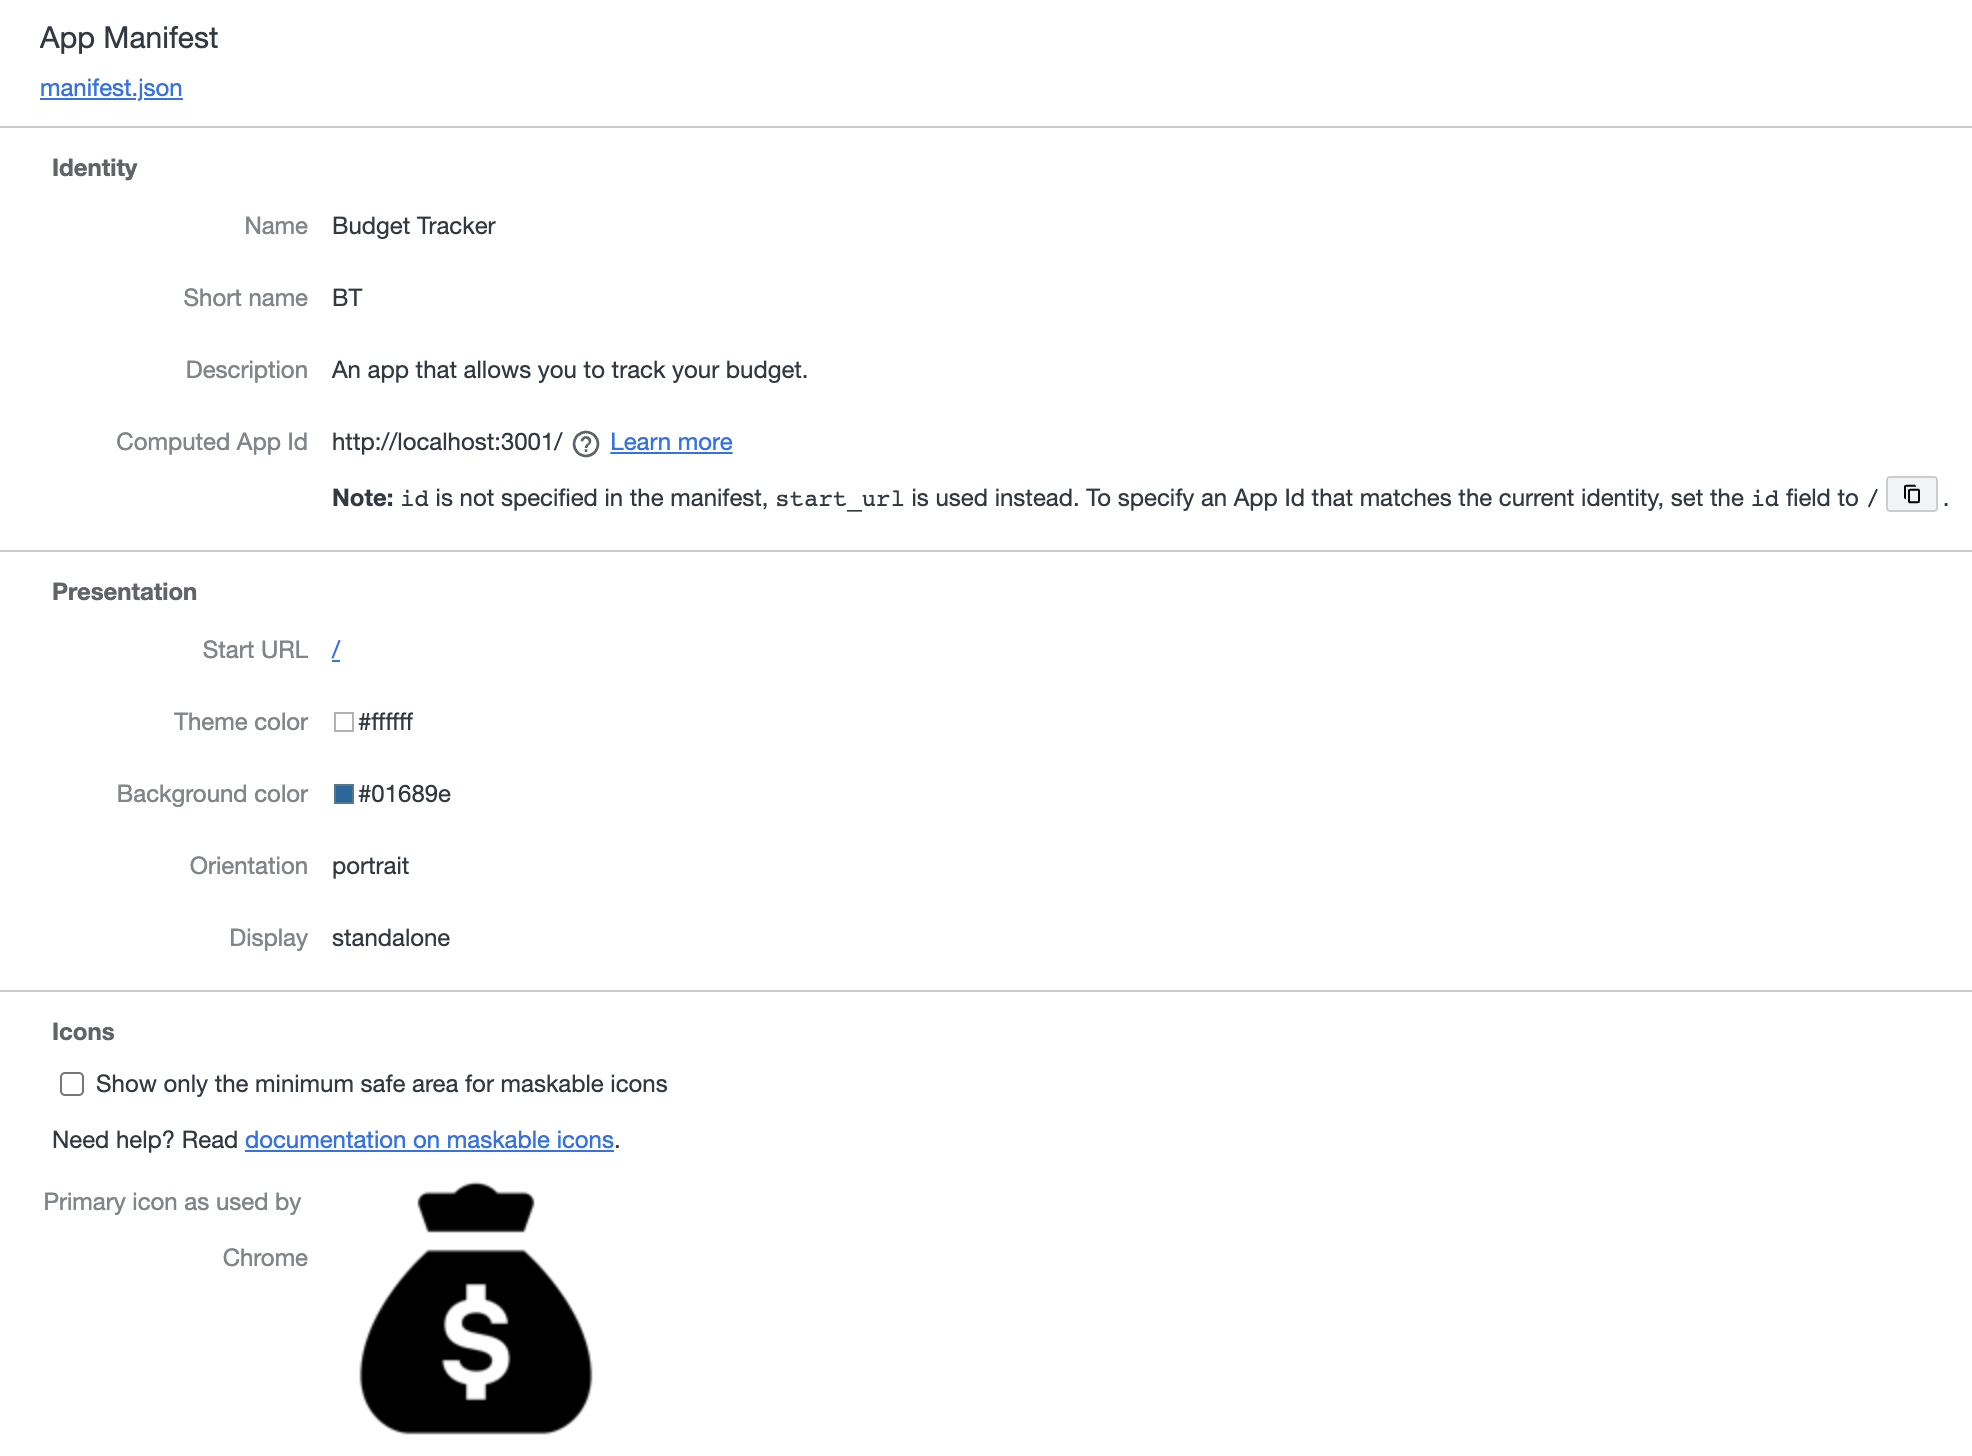 App Manifest
manifest.json
Identity
Name Budget Tracker
Short name BT
Description An app that allows you to track your budget.
Computed App Id http://localhost:3001/ ? Learn more
Note: id is not specified in the manifest, start_url is used instead. To specify an App Id that matches the current identity, set the id field to / .
Presentation
Start URL /
Theme color #ffffff
Background color #01689e
Orientation portrait
Display standalone
Icons
Show only the minimum safe area for maskable icons
Need help? Read documentation on maskable icons.
Primary icon as used by
Chrome
$